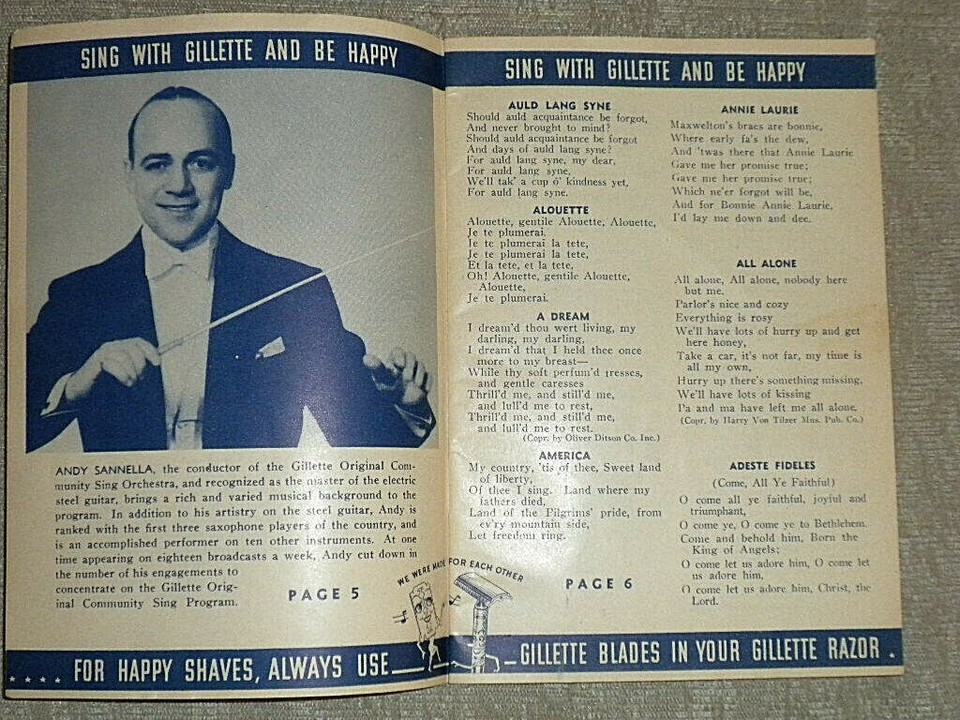 SING WITH GILLETTE AND BE HAPPY
ANDY SANNELLA, the conductor of the Gillette Original Com-
munity Sing Orchestra, and recognized as the master of the electric
steel guitar, brings a rich and varied musical background to the
program. In addition to his artistry on the steel guitar, Andy is
ranked with the first three saxophone players of the country, and
is an accomplished performer on ten other instruments. At one
time appearing on eighteen broadcasts a week, Andy cut down in
the number of his engagements to
concentrate on the Gillette Orig-
inal Community Sing Program.
PAGE 5
FOR HAPPY SHAVES, ALWAYS USE
WE WERE MADE FOR EACH OTHER
SING WITH GILLETTE AND BE HAPPY
AULD LANG SYNE
Should auld acquaintance be forgot,
And never brought to mind?
Should auld acquaintance be forgot
And days of auld lang syne?
For auld lang syne, my dear,
For auld lang syne,
We'll tak' a cup o' kindness yet,
For auld lang syne.
ALOUETTE
Alouette, gentile Alouette, Alouette,
Je te plumerai.
Je te plumerai la tete,
Je te plumerai la tete,
Et la tete, et la tete,
Oh! Alouette, gentile Alouette,
Alouette,
Je te plumerai.
A DREAM
I dream'd thou wert living, my
darling, my darling,
I dream'd that I held thee once
more to my breast—
While thy soft perfum'd tresses,
and gentle caresses
Thrill'd me, and still'd me,
and lull'd me to rest,
Thrill'd me, and still'd me,
and lull'd me to rest.
(Copr. by Oliver Ditson Co. Inc.)
AMERICA
My country, 'tis of thee, Sweet land
of liberty,
Of thee I sing. Land where my
fathers died,
Land of the Pilgrims' pride, from
ev'ry mountain side,
Let freedom ring.
PAGE 6
ANNIE LAURIE
Maxwelton's braes are bonnie,
Where early fa's the dew,
And 'twas there that Annie Laurie
Gave me her promise true;
Gave me her promise true;
Which ne'er forgot will be,
And for Bonnie Annie Laurie,
I'd lay me down and dee.
ALL ALONE
All alone, All alone, nobody here
but me.
Parlor's nice and cozy
Everything is rosy
We'll have lots of hurry up and get
here honey,
Take a car, it's not far, my time is
all my own,
Hurry up there's something missing,
We'll have lots of kissing
Pa and ma have left me all alone.
(Copr. by Harry Von Tilzer Mus. Pub. Co.)
ADESTE FIDELES
(Come, All Ye Faithful)
O come all ye faithful, joyful and
triumphant,
O come ye, O come ye to Bethlehem.
Come and behold him, Born the
King of Angels;
O come let us adore him, O come let
us adore him,
O come let us adore him, Christ, the
Lord.
GILLETTE BLADES IN YOUR GILLETTE RAZOR.